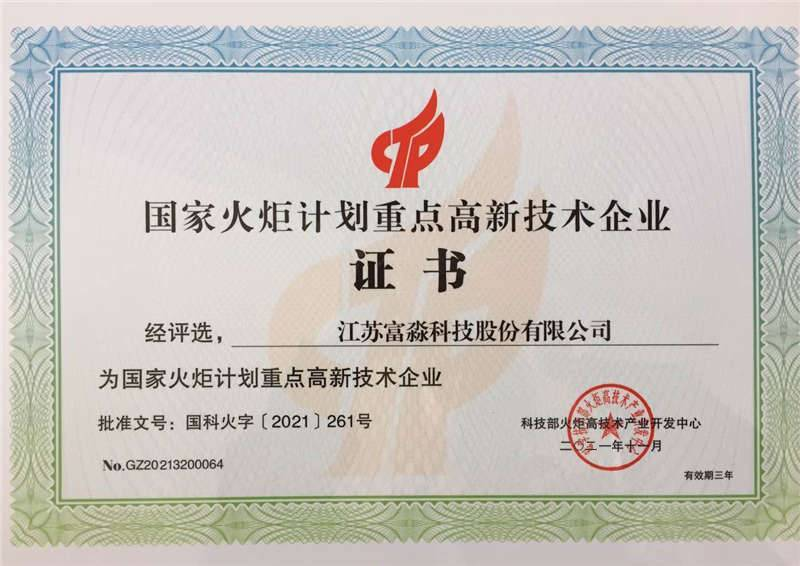 CTP
国家火炬计划重点高新技术企业
证书
经评选，江苏富淼科技股份有限公司
为国家火炬计划重点高新技术企业
批准文号：国科火字〔2021〕261号
科技部火炬高技术产业开发中心
二〇二一年十一月
No.GZ20213200064
有效期三年